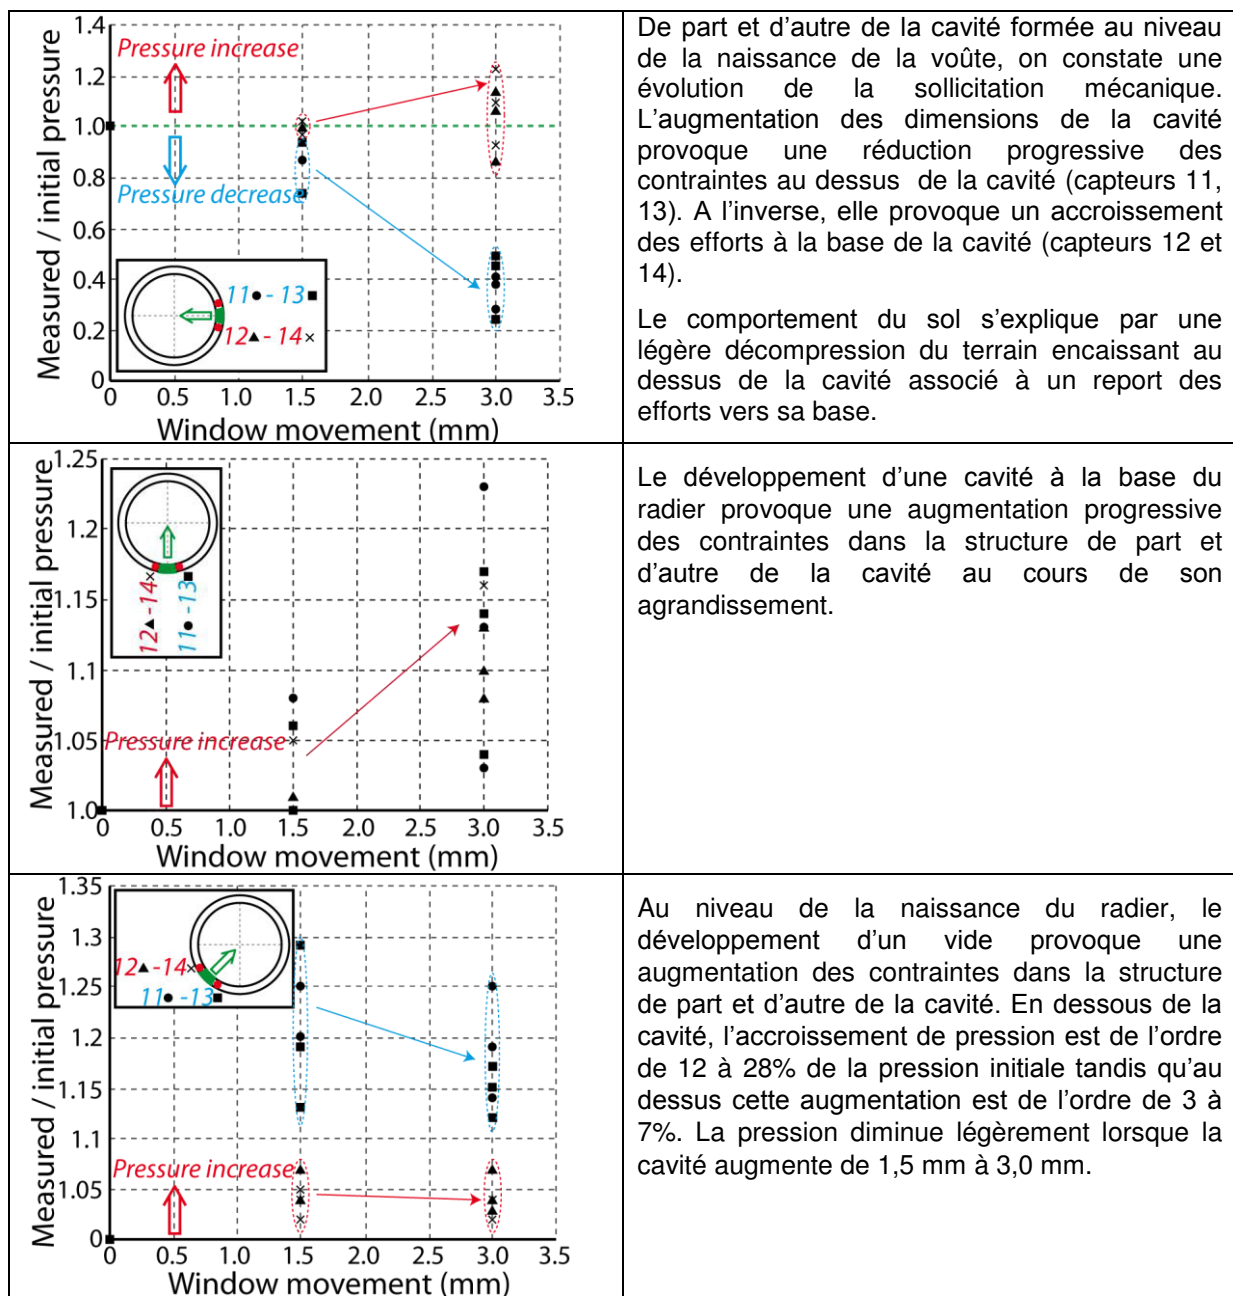 1.4
Pressure increase
1.2
1.0
0.8
Pressure decrease
0.6
0.4
11● - 13■
12▲ - 14×
0.2
0
0 0.5 1.0 1.5 2.0 2.5 3.0 3.5
Window movement (mm)
Measured / initial pressure
De part et d'autre de la cavité formée au niveau
de la naissance de la voûte, on constate une
évolution de la sollicitation mécanique.
L'augmentation des dimensions de la cavité
provoque une réduction progressive des
contraintes au dessus de la cavité (capteurs 11,
13). A l'inverse, elle provoque un accroissement
des efforts à la base de la cavité (capteurs 12 et
14).
Le comportement du sol s'explique par une
légère décompression du terrain encaissant au
dessus de la cavité associé à un report des
efforts vers sa base.
1.25
1.2
1.15
12▲-14×
11●-13■
1.1
1.05
Pressure increase
1.0
0 0.5 1.0 1.5 2.0 2.5 3.0 3.5
Window movement (mm)
Measured / initial pressure
Le développement d'une cavité à la base du
radier provoque une augmentation progressive
des contraintes dans la structure de part et
d'autre de la cavité au cours de son
agrandissement.
1.35
1.3
12▲-14×
1.25
11●-13■
1.2
1.15
1.1
Pressure increase
1.05
0
0 0.5 1.0 1.5 2.0 2.5 3.0 3.5
Window movement (mm)
Measured / initial pressure
Au niveau de la naissance du radier, le
développement d'un vide provoque une
augmentation des contraintes dans la structure
de part et d'autre de la cavité. En dessous de la
cavité, l'accroissement de pression est de l'ordre
de 12 à 28% de la pression initiale tandis qu'au
dessus cette augmentation est de l'ordre de 3 à
7%. La pression diminue légèrement lorsque la
cavité augmente de 1,5 mm à 3,0 mm.